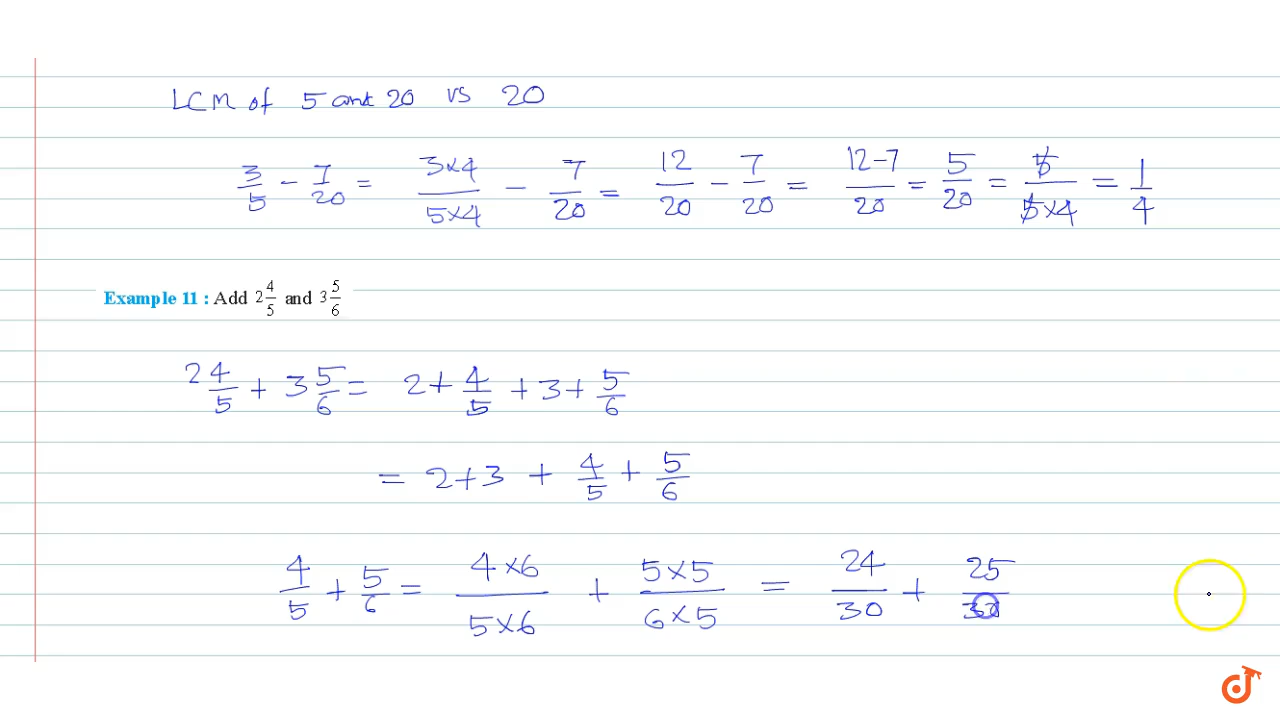 LCM of 5 and 20 vs 20
3/5 - 7/20 = 3×4/5×4 - 7/20 = 12/20 - 7/20 = 12-7/20 = 5/20 = 5/5×4 = 1/4
Example 11 : Add 2 4/5 and 3 5/6
2 4/5 + 3 5/6 = 2 + 4/5 + 3 + 5/6
= 2+3 + 4/5 + 5/6
4/5 + 5/6 = 4×6/5×6 + 5×5/6×5 = 24/30 + 25/30